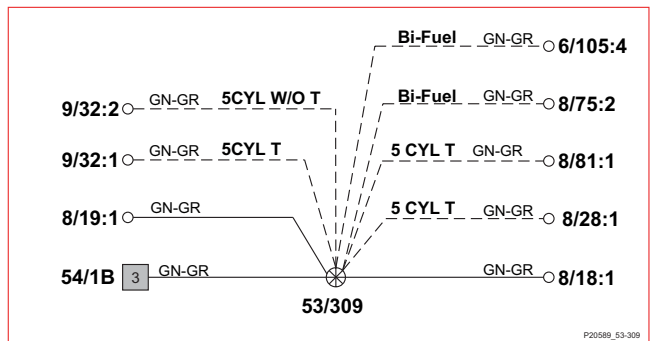 Bi-Fuel GN-GR 6/105:4
9/32:2 GN-GR 5CYL W/O T
Bi-Fuel GN-GR 8/75:2
9/32:1 GN-GR 5CYL T
5 CYL T GN-GR 8/81:1
8/19:1 GN-GR
5 CYL T GN-GR 8/28:1
54/1B 3 GN-GR
GN-GR 8/18:1
53/309
P20589_53-309